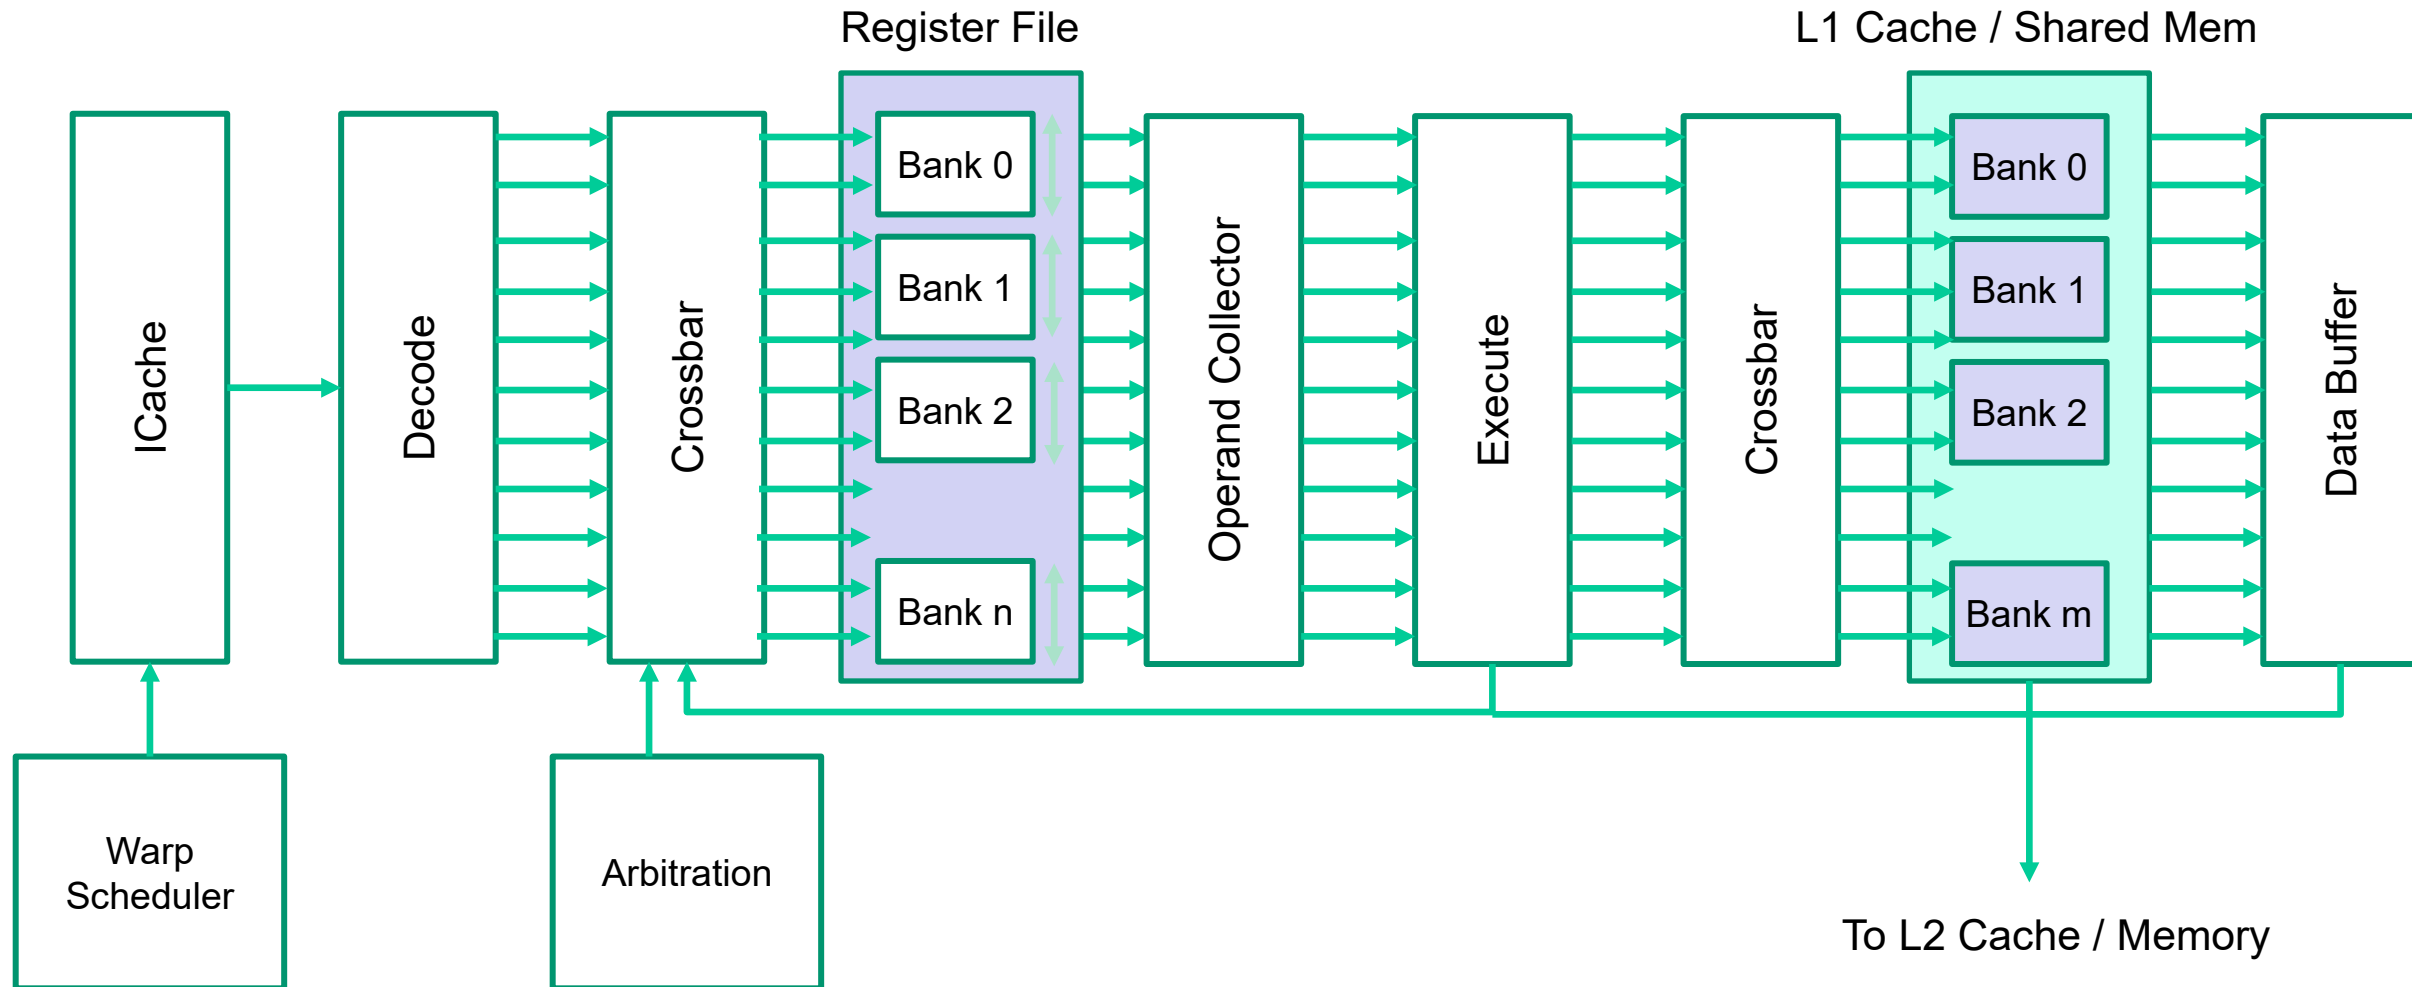 Register File
L1 Cache / Shared Mem
ICache
Decode
Crossbar
Bank 0
Bank 1
Bank 2
Bank n
Operand Collector
Execute
Crossbar
Bank 0
Bank 1
Bank 2
Bank m
Data Buffer
Warp
Scheduler
Arbitration
To L2 Cache / Memory